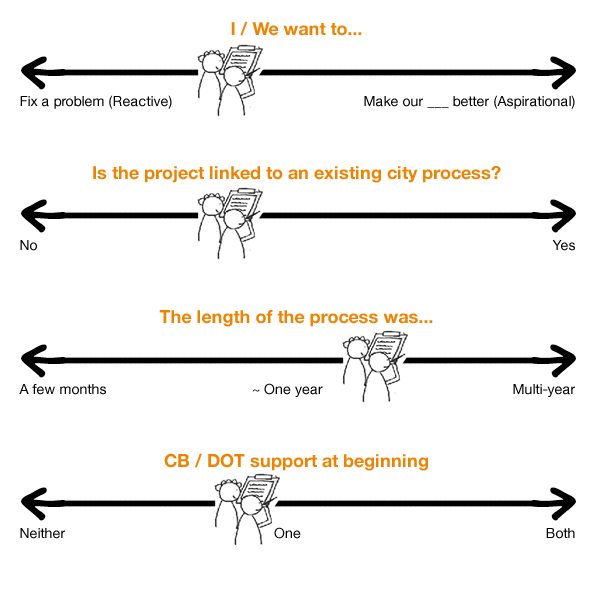 I / We want to...
Fix a problem (Reactive)
Make our ___ better (Aspirational)
Is the project linked to an existing city process?
No
Yes
The length of the process was...
A few months
~ One year
Multi-year
CB / DOT support at beginning
Neither
One
Both